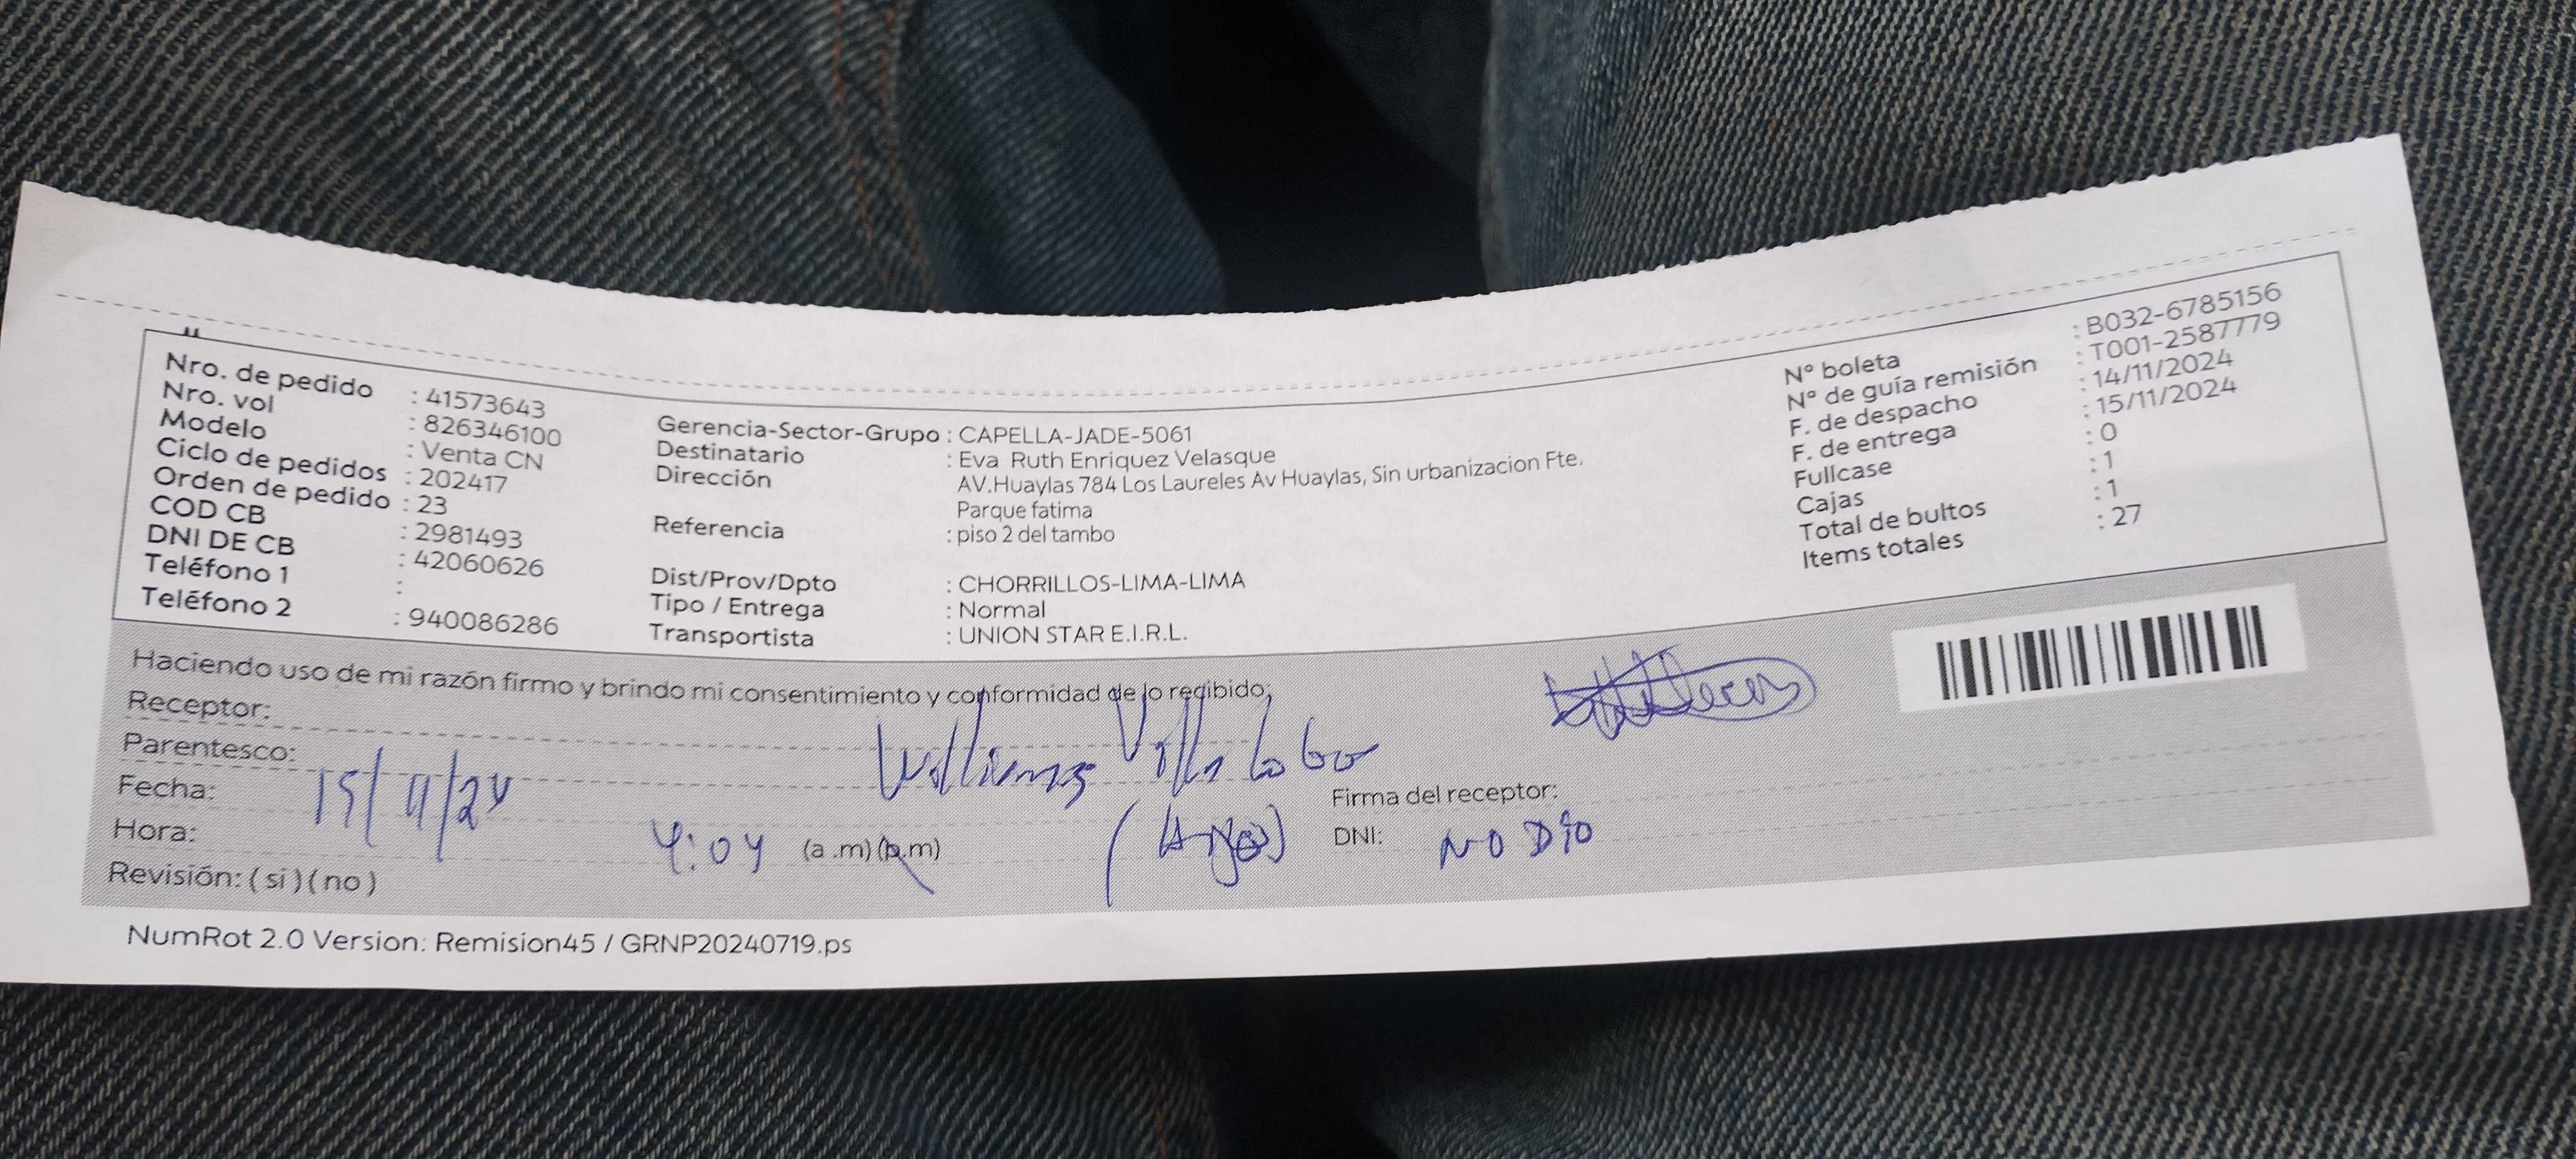 Nro. de pedido : 41573643
Nro. vol : 826346100
Modelo : Venta CN
Ciclo de pedidos : 202417
Orden de pedido : 23
COD CB : 2981493
DNI DE CB : 42060626
Teléfono 1 :
Teléfono 2 : 940086286
Gerencia-Sector-Grupo : CAPELLA-JADE-5061
Destinatario : Eva Ruth Enriquez Velasque
Dirección AV.Huaylas 784 Los Laureles Av Huaylas, Sin urbanizacion Fte.
Parque fatima
Referencia : piso 2 del tambo
Dist/Prov/Dpto : CHORRILLOS-LIMA-LIMA
Tipo / Entrega : Normal
Transportista : UNION STAR E.I.R.L.
N° boleta : B032-6785156
N° de guía remisión : T001-2587779
F. de despacho : 14/11/2024
F. de entrega : 15/11/2024
Fullcase : 0
Cajas : 1
Total de bultos : 1
Items totales : 27
Haciendo uso de mi razón firmo y brindo mi consentimiento y conformidad de lo recibido;
Receptor: Williams Villalobo
Parentesco:
Fecha: 15/11/24
Hora: 4:04 (a .m) (p.m)
Firma del receptor:
DNI: NO DIO
Revisión: ( si ) ( no )
NumRot 2.0 Version: Remision45 / GRNP20240719.ps